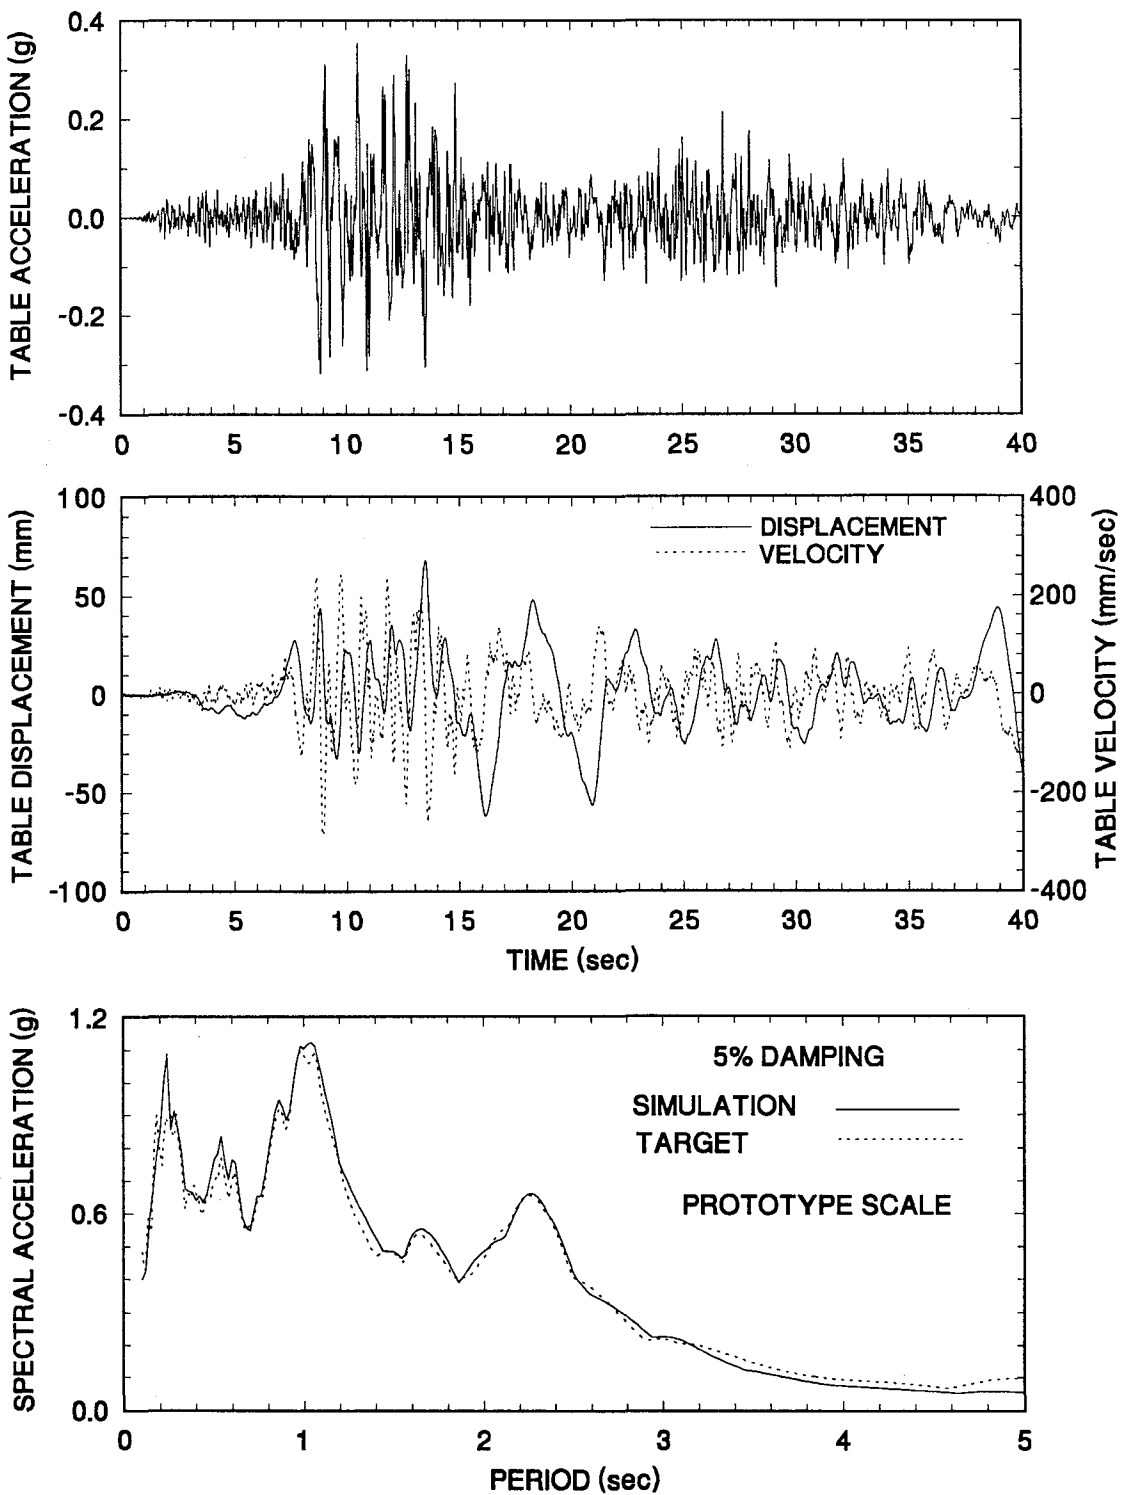 TABLE ACCELERATION (g)
0.4
0.2
0.0
-0.2
-0.4
0 5 10 15 20 25 30 35 40
TABLE DISPLACEMENT (mm)
100
50
0
-50
-100
DISPLACEMENT
VELOCITY
400
200
0
-200
-400
TABLE VELOCITY (mm/sec)
0 5 10 15 20 25 30 35 40
TIME (sec)
SPECTRAL ACCELERATION (g)
1.2
0.6
0.0
5% DAMPING
SIMULATION
TARGET
PROTOTYPE SCALE
0 1 2 3 4 5
PERIOD (sec)